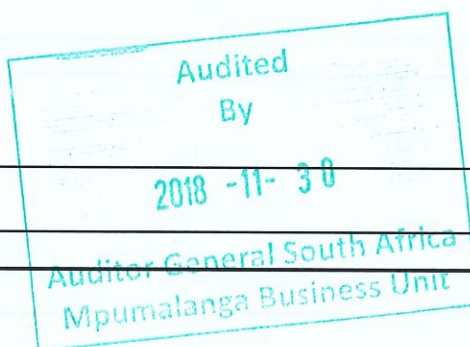 Audited
By
2018 -11- 30
Auditor General South Africa
Mpumalanga Business Unit